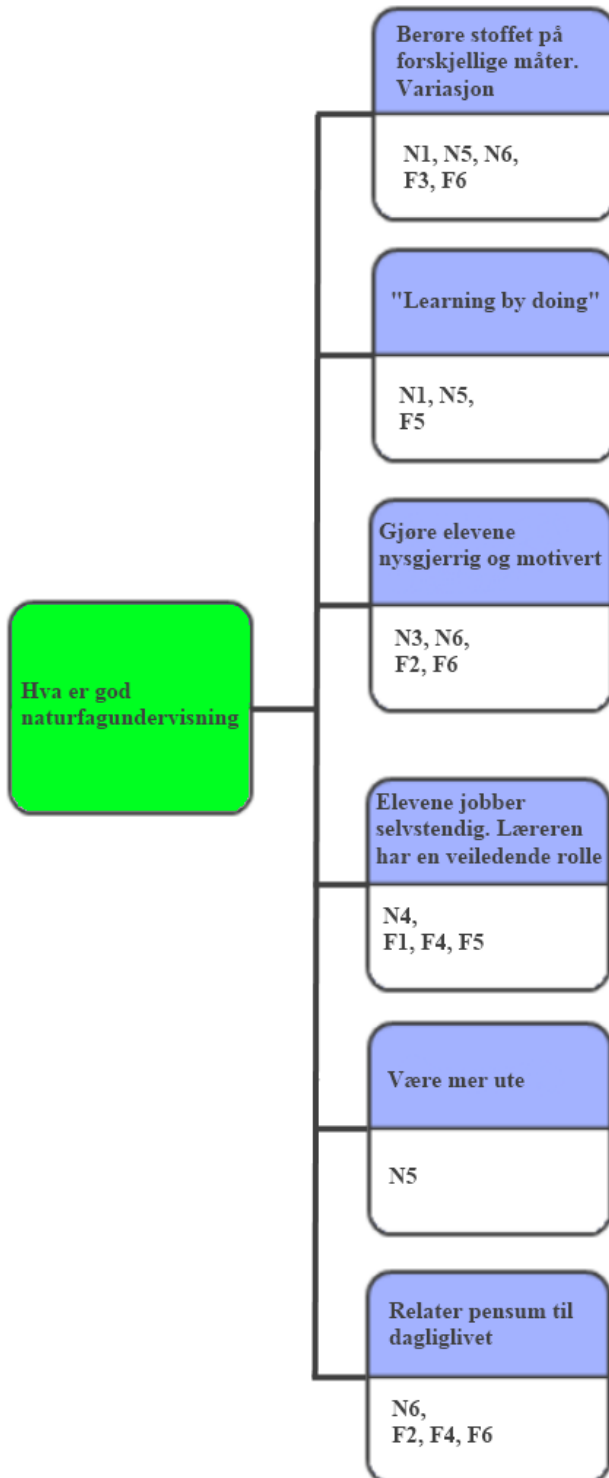 Berøre stoffet på
forskjellige måter.
Variasjon
N1, N5, N6,
F3, F6
"Learning by doing"
N1, N5,
F5
Gjøre elevene
nysgjerrig og motivert
N3, N6,
F2, F6
Hva er god
naturfagundervisning
Elevene jobber
selvstendig. Læreren
har en veiledende rolle
N4,
F1, F4, F5
Være mer ute
N5
Relater pensum til
dagliglivet
N6,
F2, F4, F6